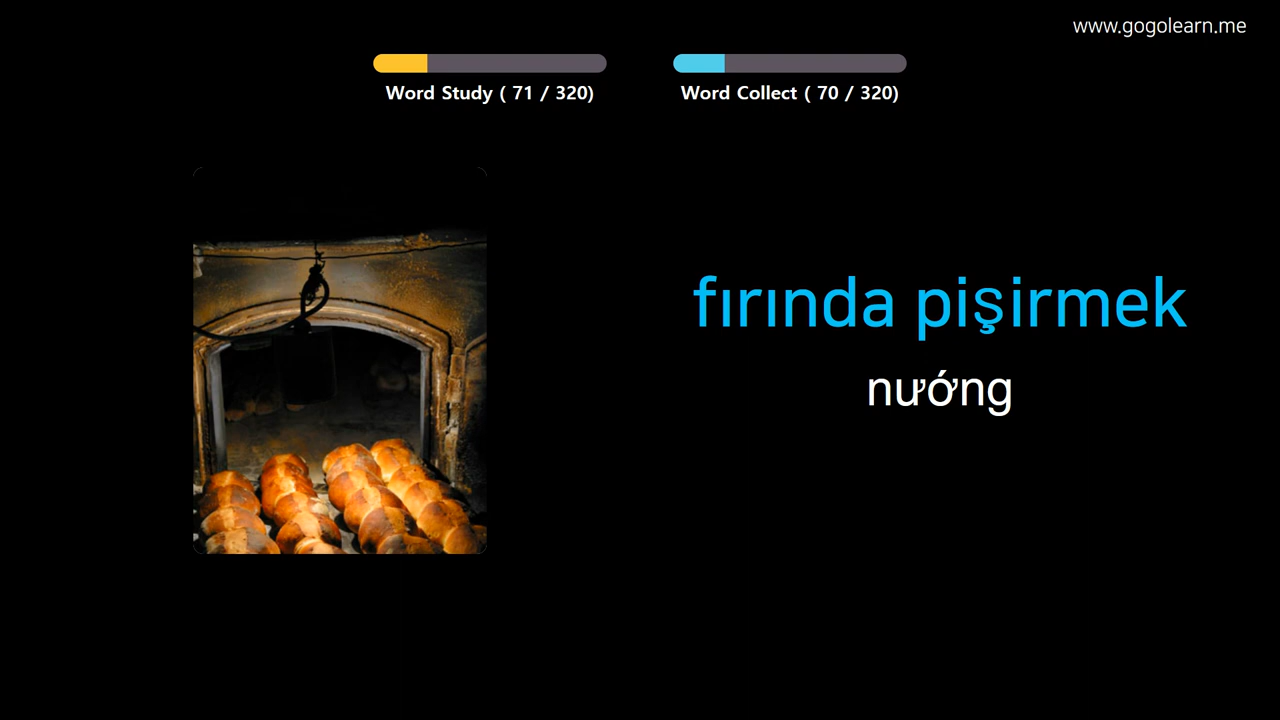 www.gogolearn.me
Word Study ( 71 / 320)
Word Collect ( 70 / 320)
fırında pişirmek
nướng